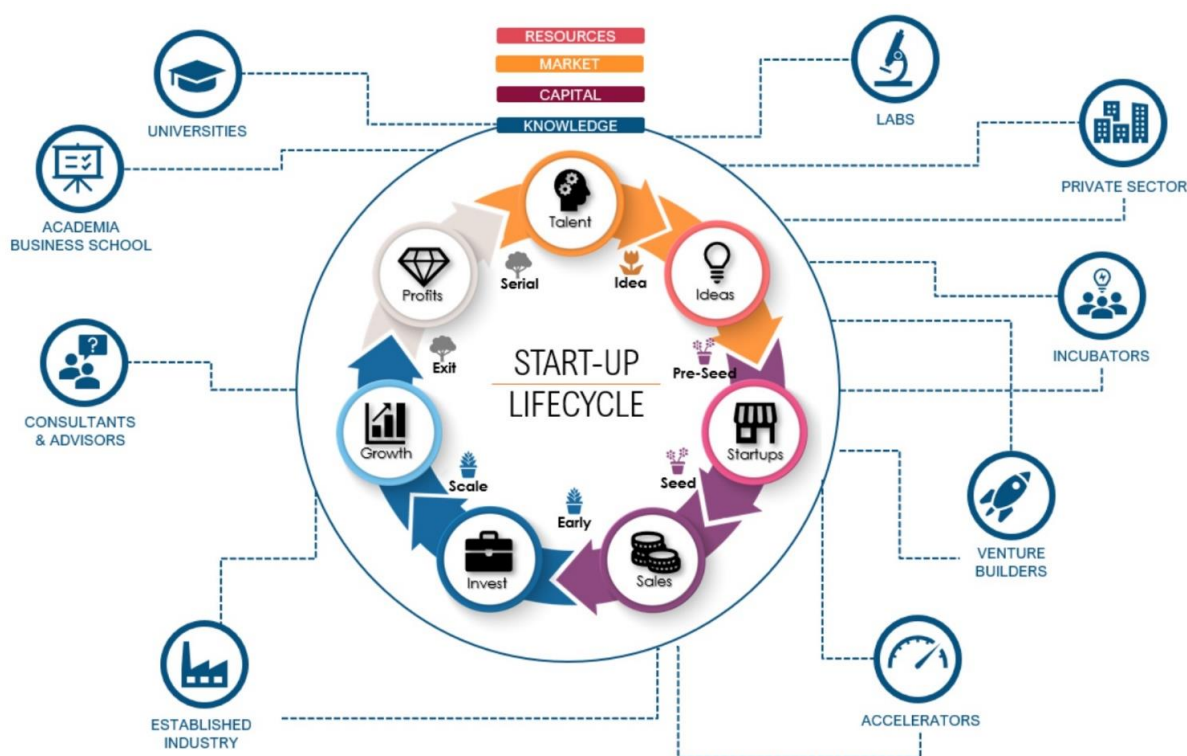 RESOURCES
MARKET
CAPITAL
KNOWLEDGE
UNIVERSITIES
LABS
ACADEMIA
BUSINESS SCHOOL
PRIVATE SECTOR
Talent
Profits
Serial
Idea
Ideas
Exit
START-UP
LIFECYCLE
Pre-Seed
INCUBATORS
CONSULTANTS
& ADVISORS
Growth
Startups
Scale
Early
Seed
Invest
Sales
VENTURE
BUILDERS
ESTABLISHED
INDUSTRY
ACCELERATORS